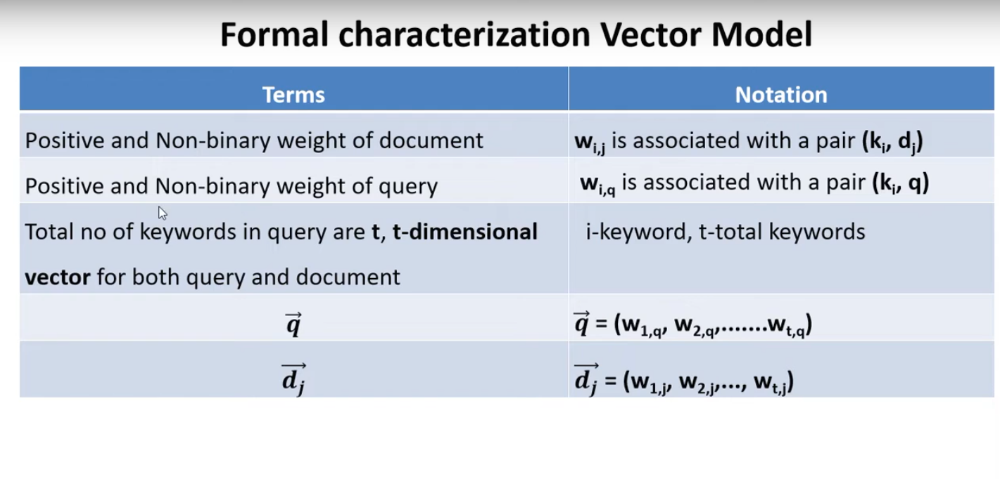 Formal characterization Vector Model
Terms Notation
Positive and Non-binary weight of document w_{i,j} is associated with a pair (k_i, d_j)
Positive and Non-binary weight of query w_{i,q} is associated with a pair (k_i, q)
Total no of keywords in query are t, t-dimensional i-keyword, t-total keywords
vector for both query and document
\vec{q} \vec{q} = (w_{1,q}, w_{2,q},.......w_{t,q})
\vec{d_j} \vec{d_j} = (w_{1,j}, w_{2,j},..., w_{t,j})